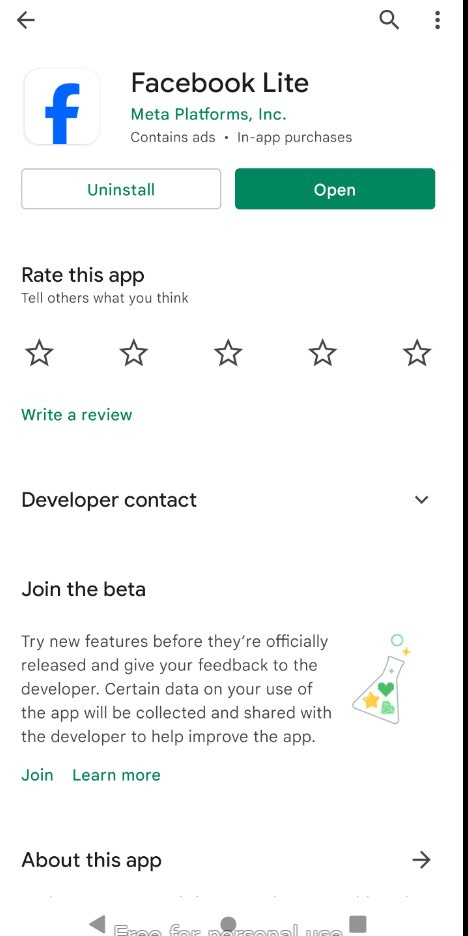 Facebook Lite
Meta Platforms, Inc.
Contains ads • In-app purchases
Uninstall
Open
Rate this app
Tell others what you think
Write a review
Developer contact
Join the beta
Try new features before they're officially
released and give your feedback to the
developer. Certain data on your use of
the app will be collected and shared with
the developer to help improve the app.
Join Learn more
About this app
Free for personal use